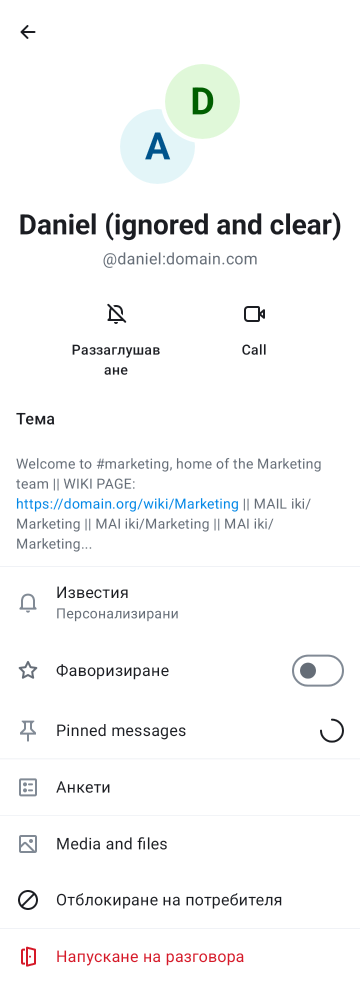 D
A
Daniel (ignored and clear)
@daniel:domain.com
Раззаглушав
ане
Call
Тема
Welcome to #marketing, home of the Marketing
team || WIKI PAGE:
https://domain.org/wiki/Marketing || MAIL iki/
Marketing || MAI iki/Marketing || MAI iki/
Marketing...
Известия
Персонализирани
Фаворизиране
Pinned messages
Анкети
Media and files
Отблокиране на потребителя
Напускане на разговора